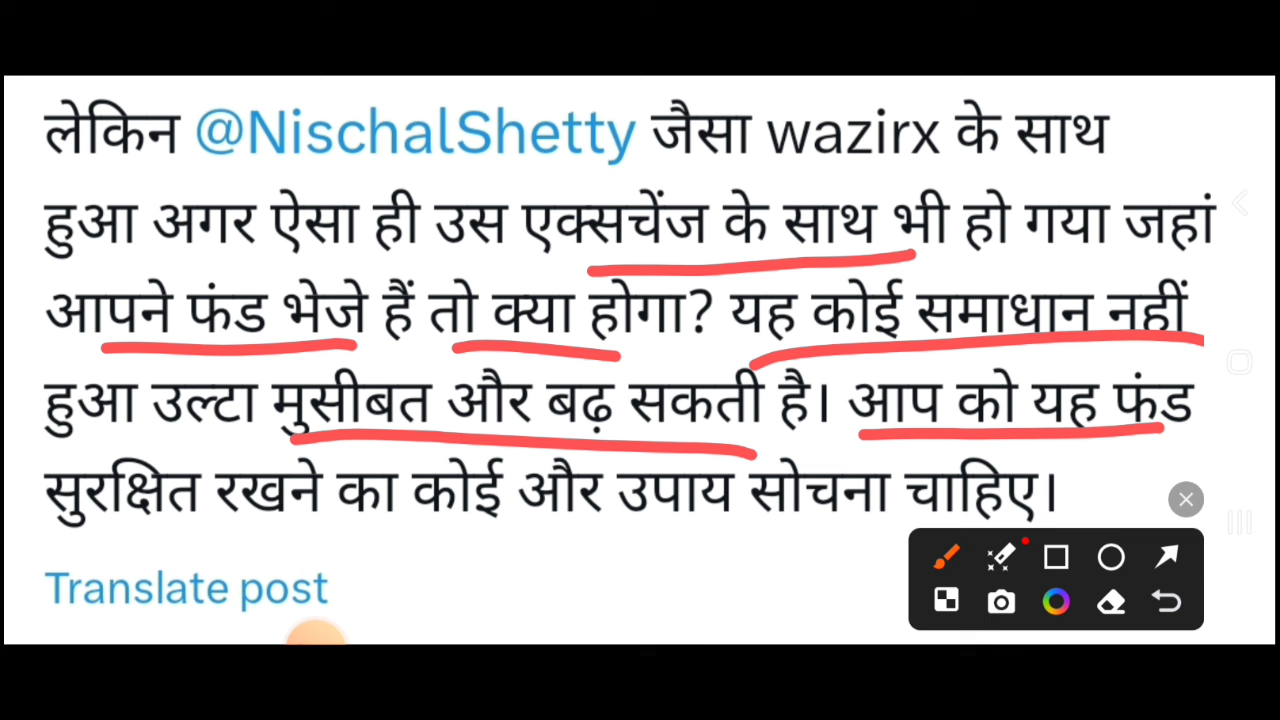 लेकिन @NischalShetty जैसा wazirx के साथ
हुआ अगर ऐसा ही उस एक्सचेंज के साथ भी हो गया जहां
आपने फंड भेजे हैं तो क्या होगा? यह कोई समाधान नहीं
हुआ उल्टा मुसीबत और बढ़ सकती है। आप को यह फंड
सुरक्षित रखने का कोई और उपाय सोचना चाहिए।
Translate post